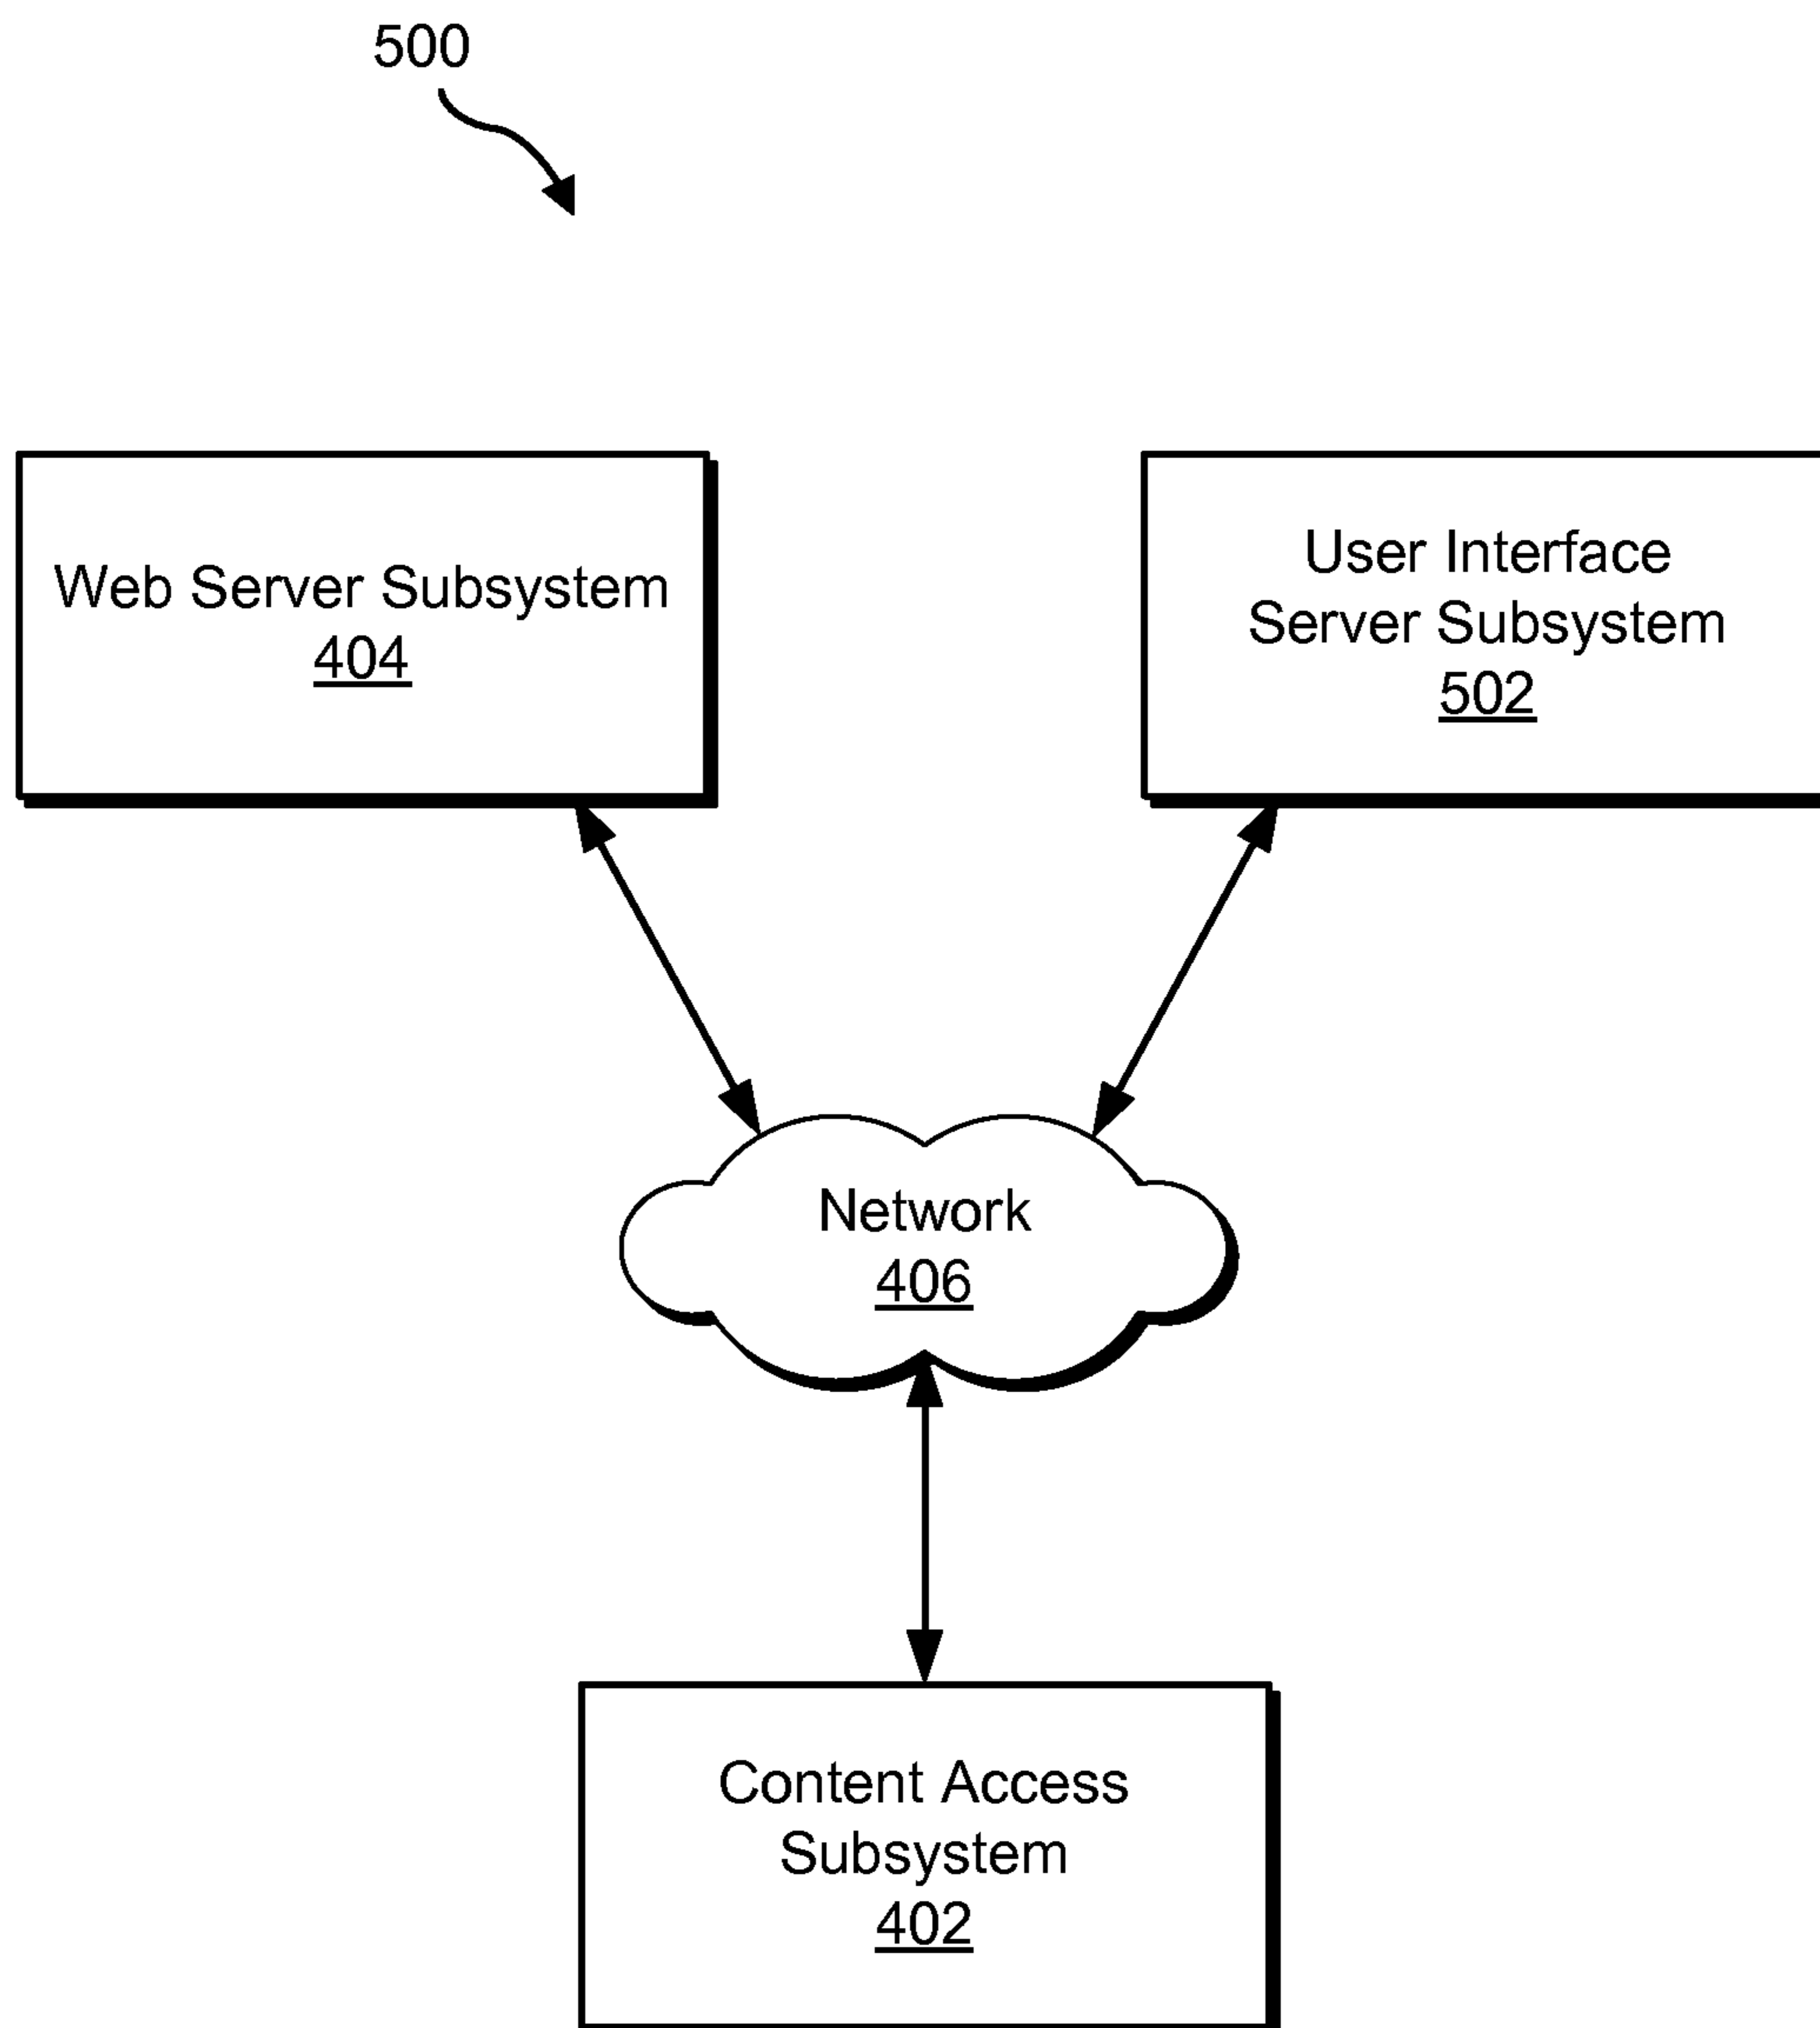 500
Web Server Subsystem
404
User Interface
Server Subsystem
502
Network
406
Content Access
Subsystem
402